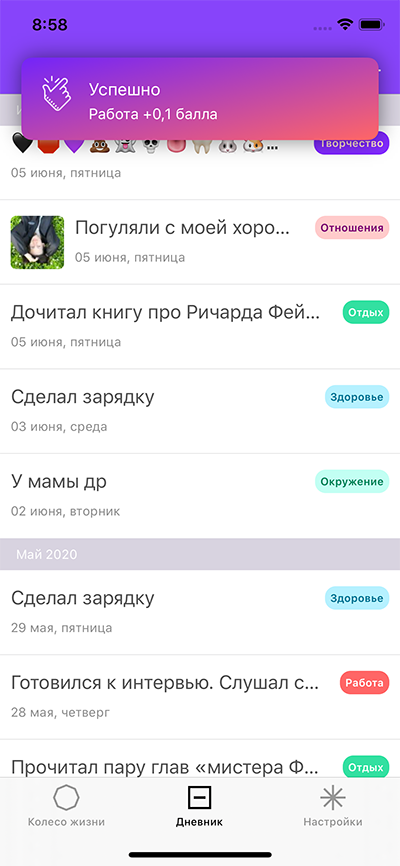 8:58
Успешно
Работа +0,1 балла
Творчество
05 июня, пятница
Погуляли с моей хоро...
Отношения
05 июня, пятница
Дочитал книгу про Ричарда Фей...
Отдых
05 июня, пятница
Сделал зарядку
Здоровье
03 июня, среда
У мамы др
Окружение
02 июня, вторник
Май 2020
Сделал зарядку
Здоровье
29 мая, пятница
Готовился к интервью. Слушал с...
Работа
28 мая, четверг
Прочитал пару глав «мистера Ф...
Отдых
Колесо жизни
Дневник
Настройки